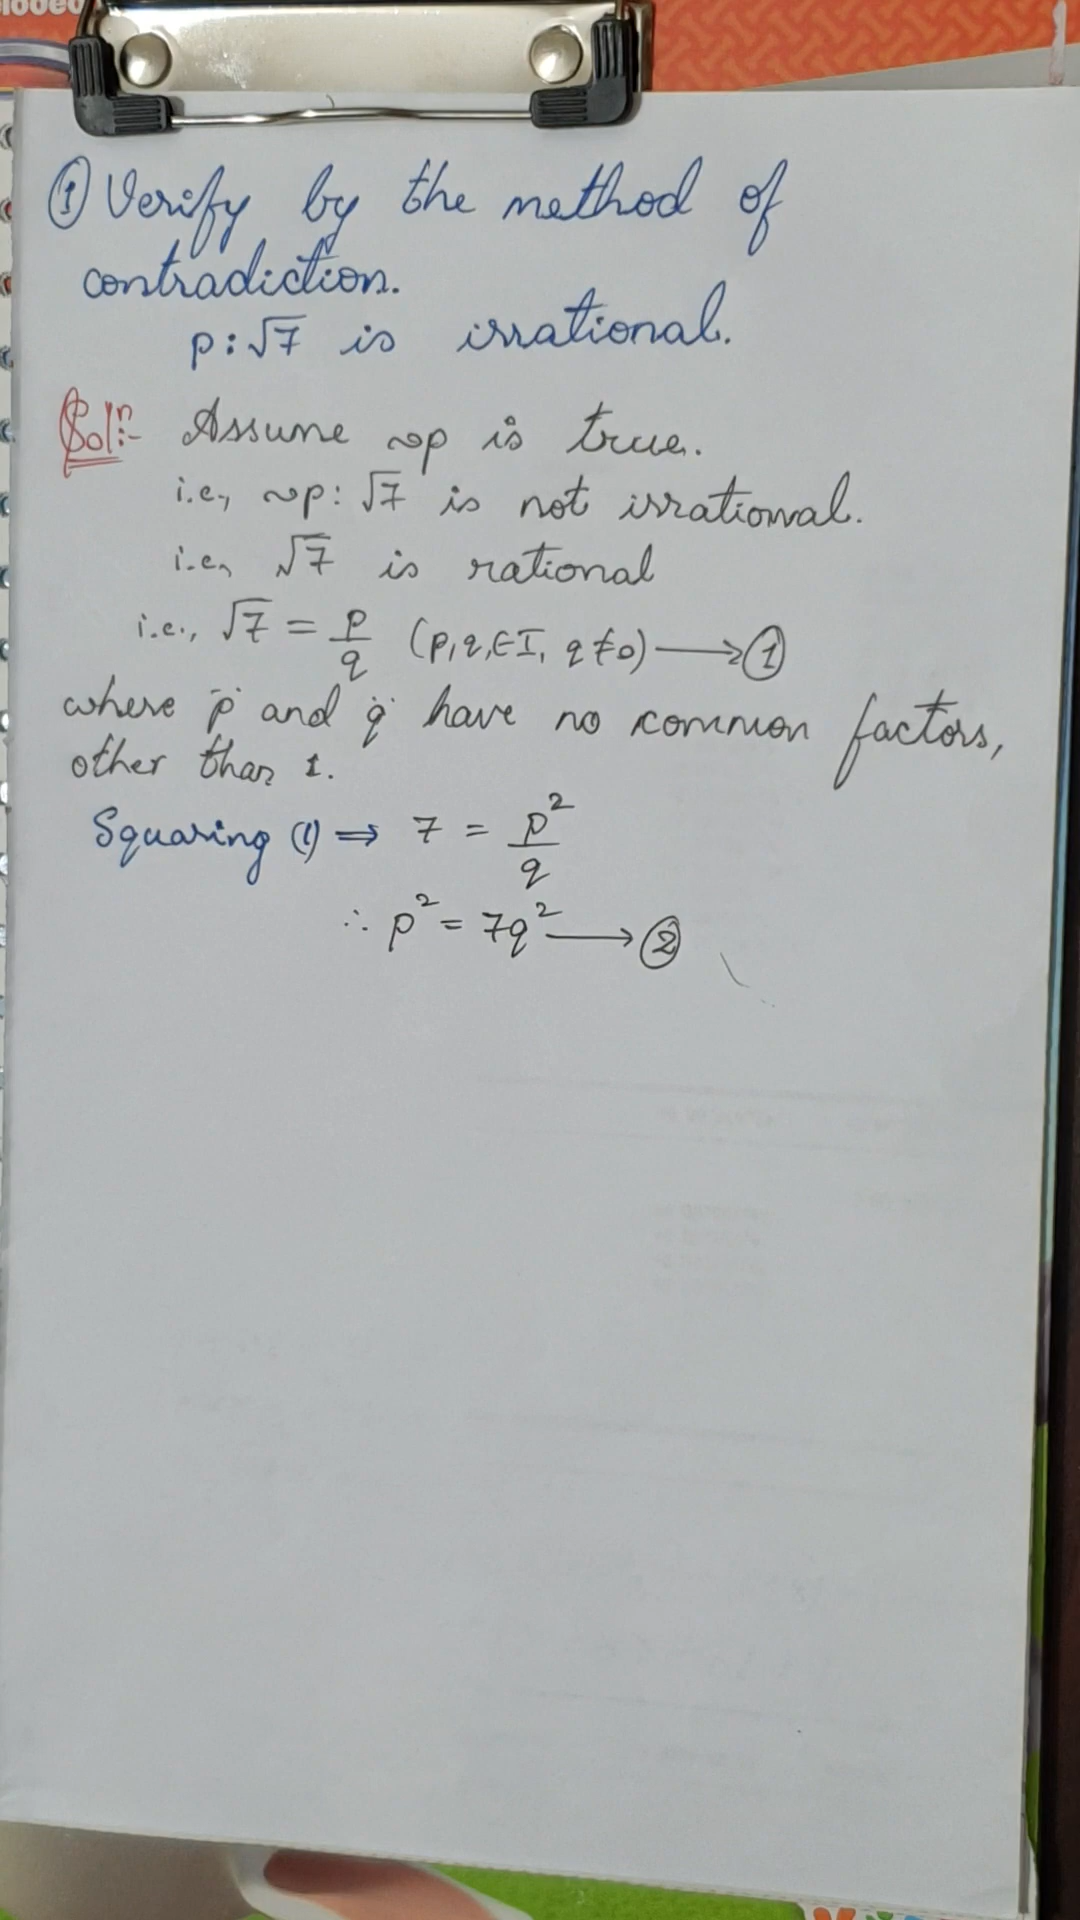 ① Verify by the method of
contradiction.
p: √7 is irrational.
Solⁿ:- Assume ~p is true.
i.e., ~p: √7 is not irrational.
i.e., √7 is rational
i.e., √7 = p/q (p,q,∈I, q≠0) ⟶ ①
where p and q have no common factors,
other than 1.
Squaring (1) ⇒ 7 = p²/q
∴ p² = 7q² ⟶ ②